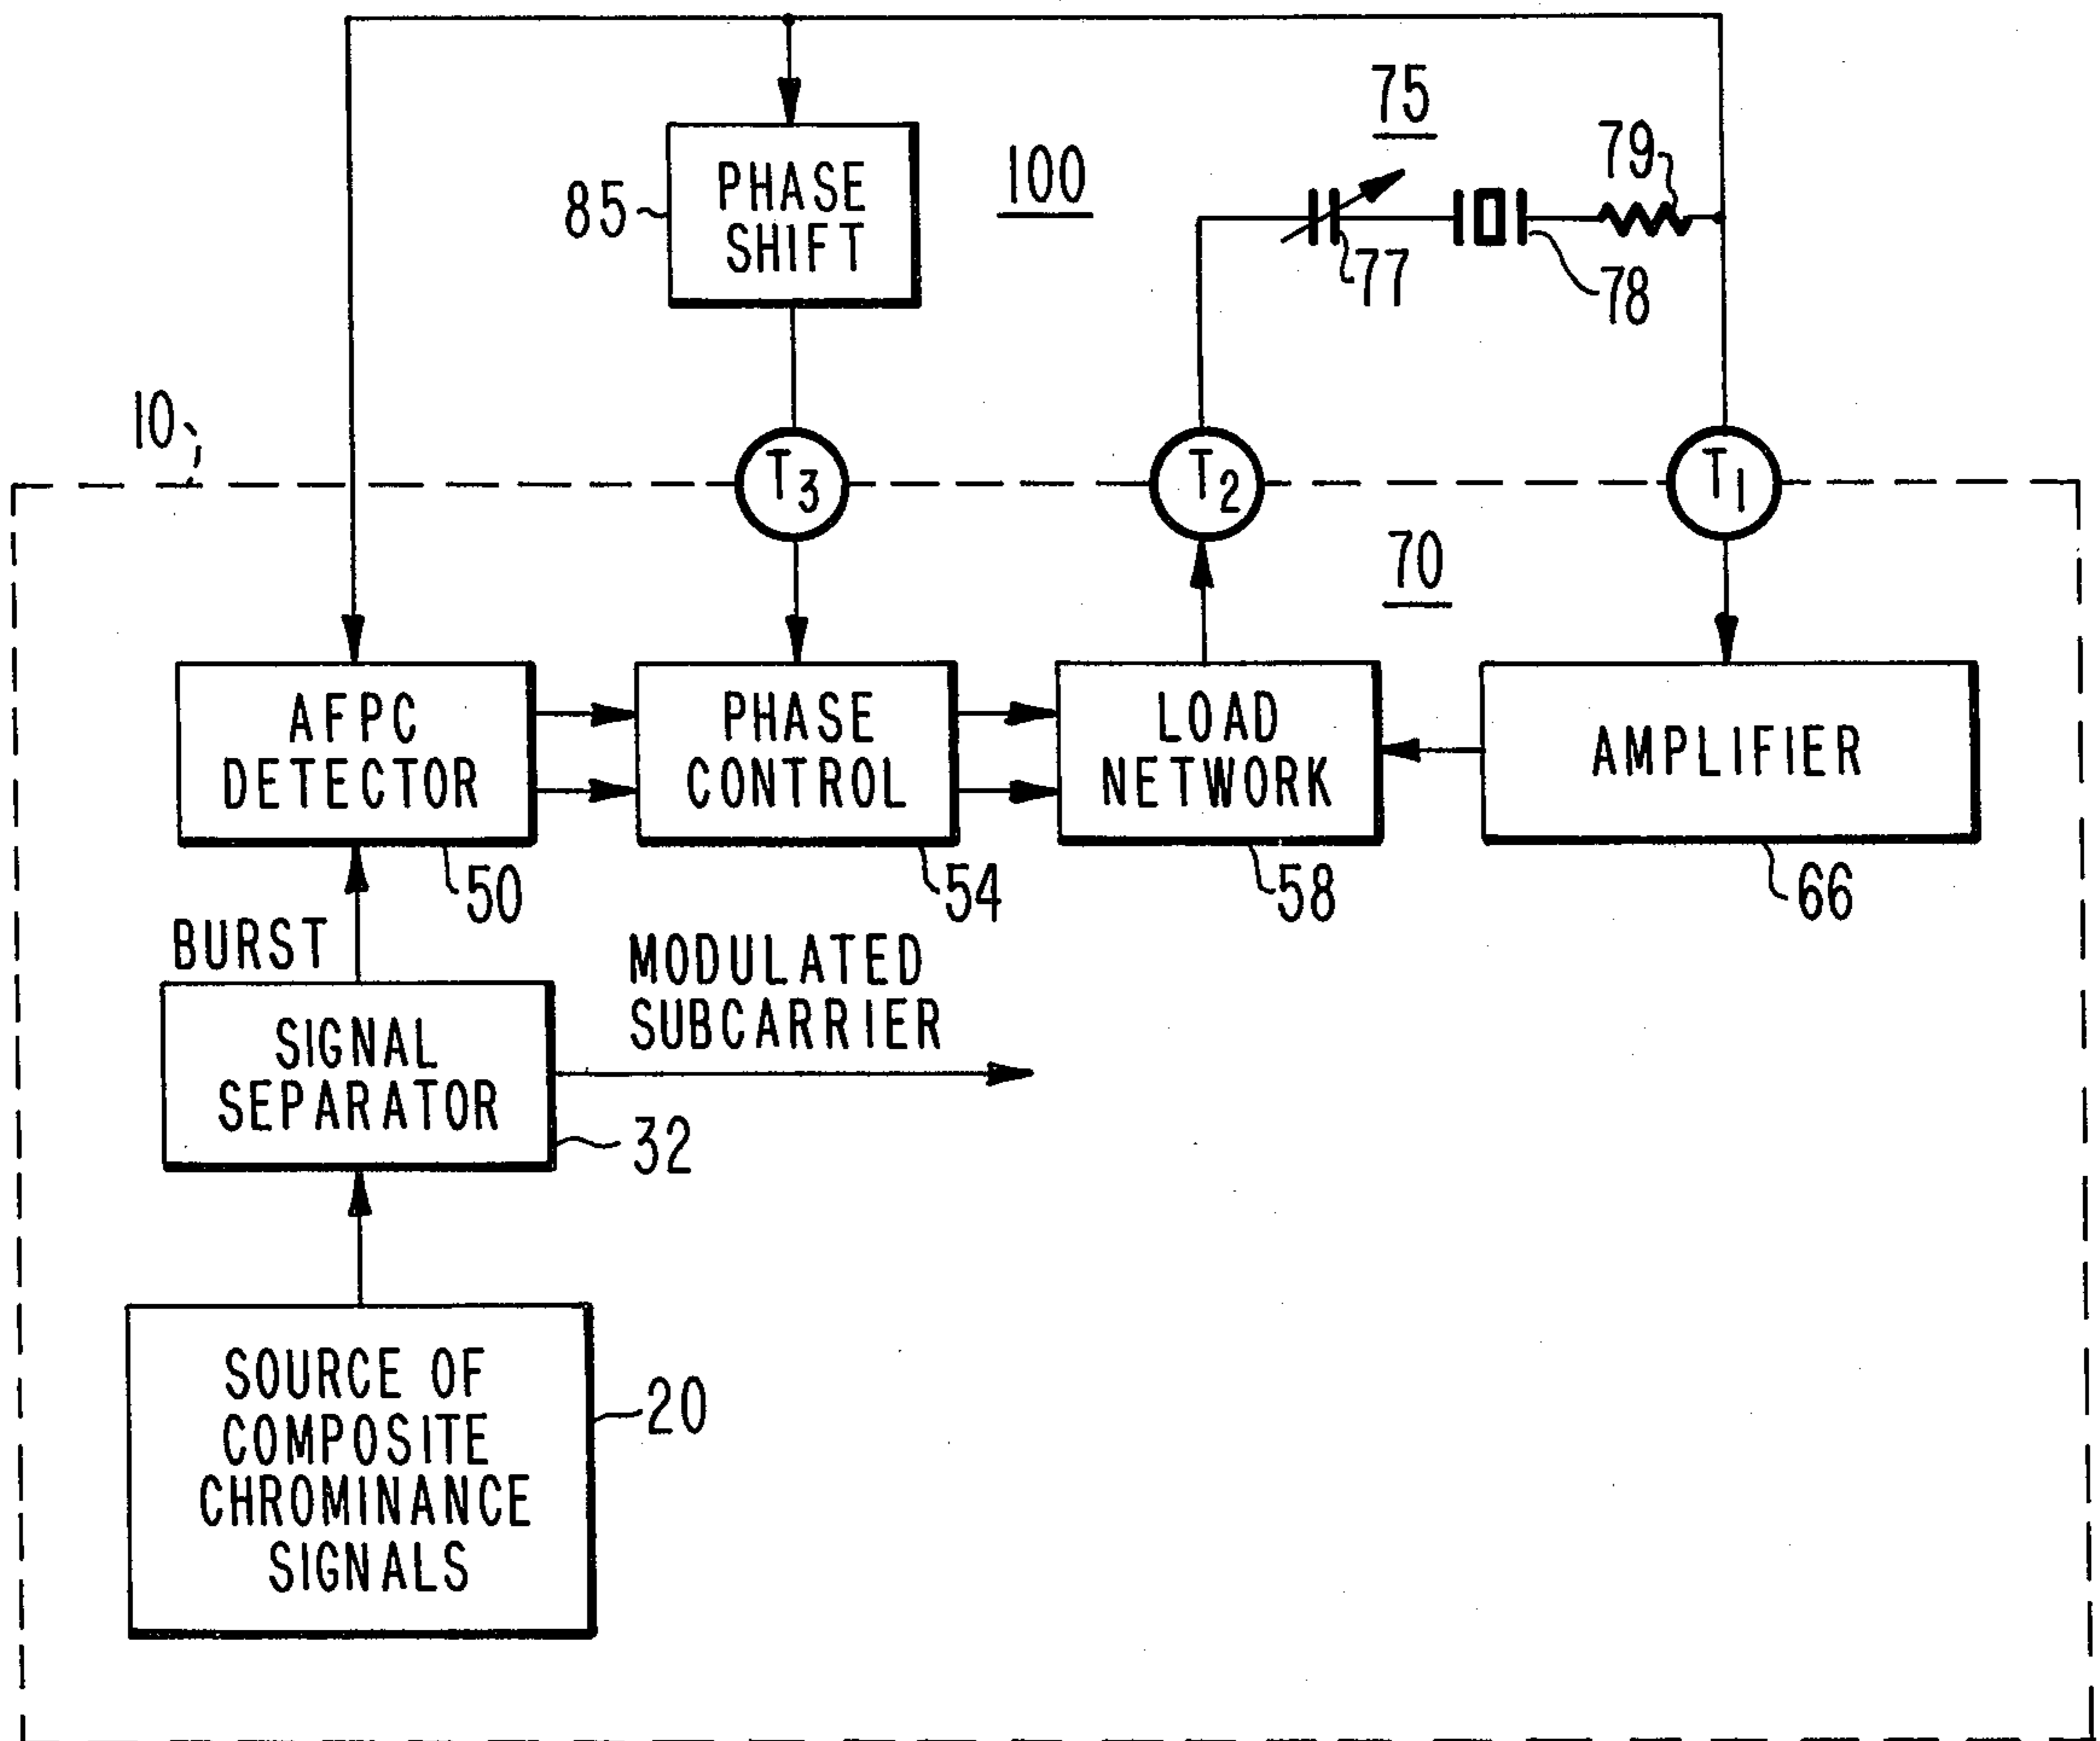 75
79
PHASE
SHIFT
85
100
77
78
10
T3
T2
T1
70
AFPC
DETECTOR
PHASE
CONTROL
LOAD
NETWORK
AMPLIFIER
50
54
58
66
BURST
MODULATED
SUBCARRIER
SIGNAL
SEPARATOR
32
SOURCE OF
COMPOSITE
CHROMINANCE
SIGNALS
20